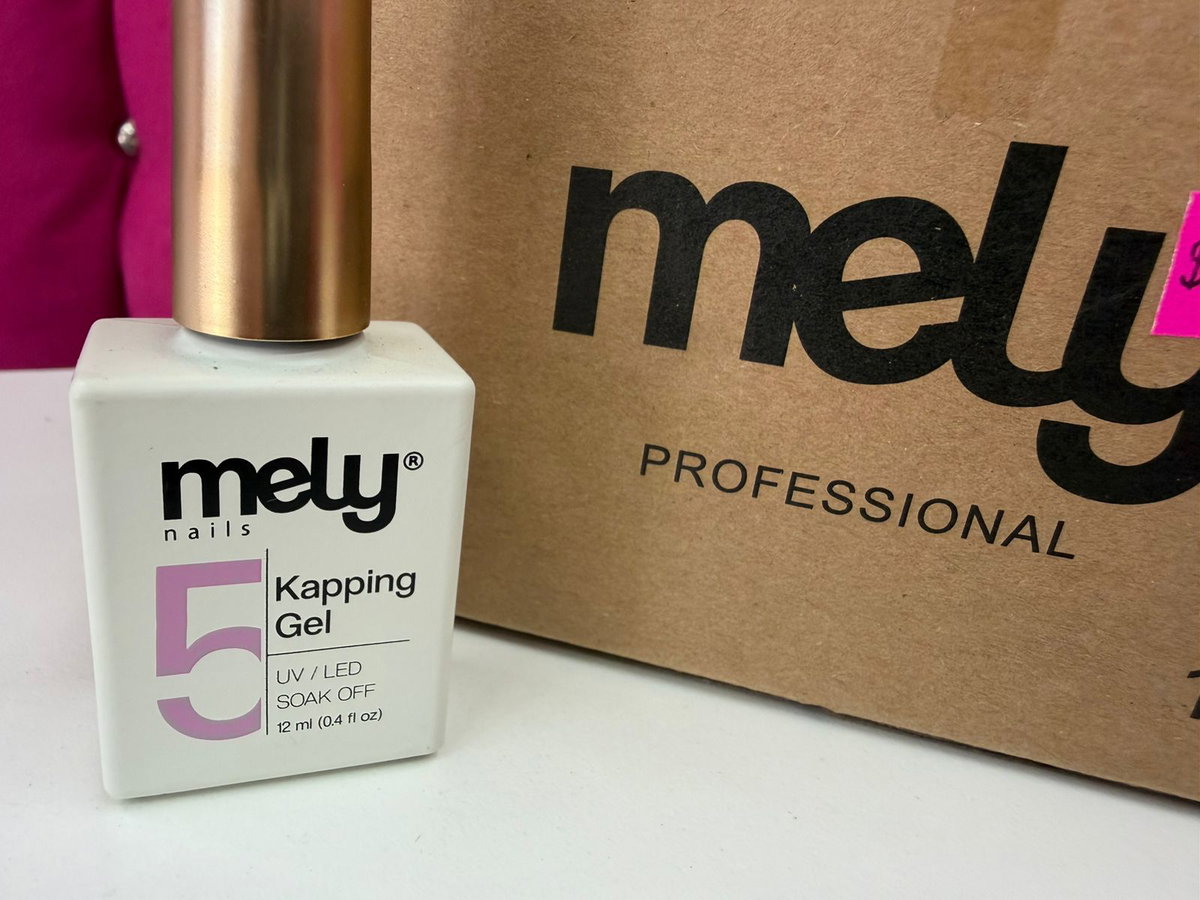 mely®
nails
5
Kapping
Gel
UV / LED
SOAK OFF
12 ml (0.4 fl oz)
mely
PROFESSIONAL
$